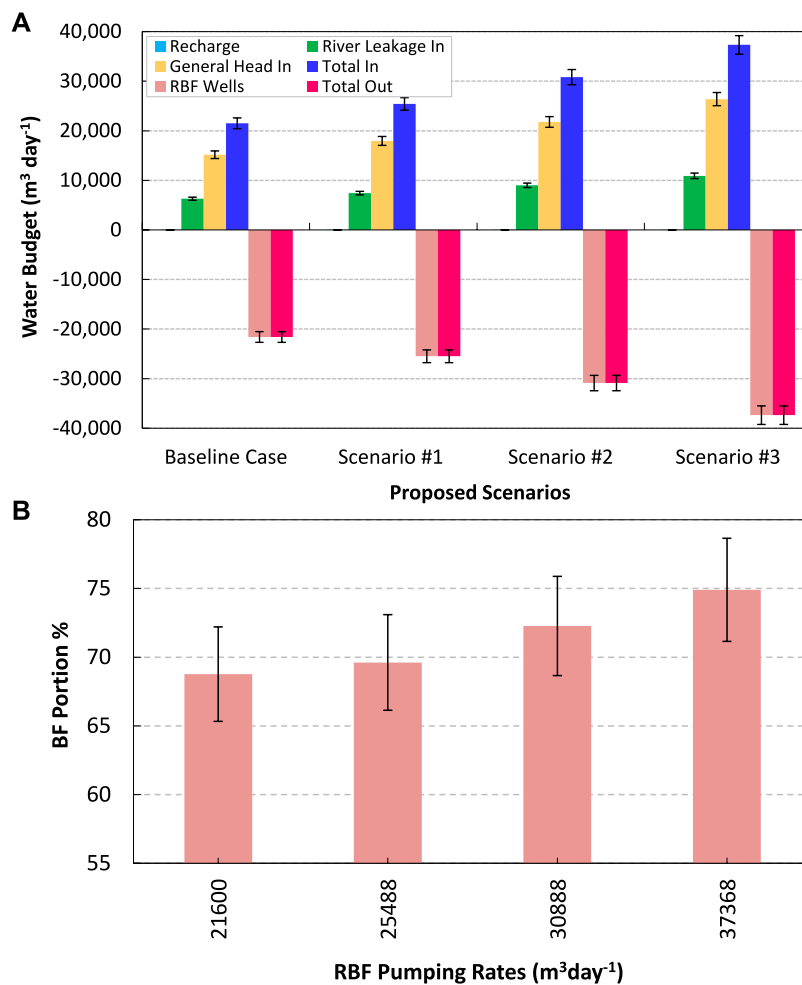 A
40,000
30,000
20,000
10,000
0
-10,000
-20,000
-30,000
-40,000
Water Budget (m³ day⁻¹)
Recharge
River Leakage In
General Head In
Total In
RBF Wells
Total Out
Baseline Case
Scenario #1
Scenario #2
Scenario #3
Proposed Scenarios
B
80
75
70
65
60
55
BF Portion %
21600
25488
30888
37368
RBF Pumping Rates (m³day⁻¹)